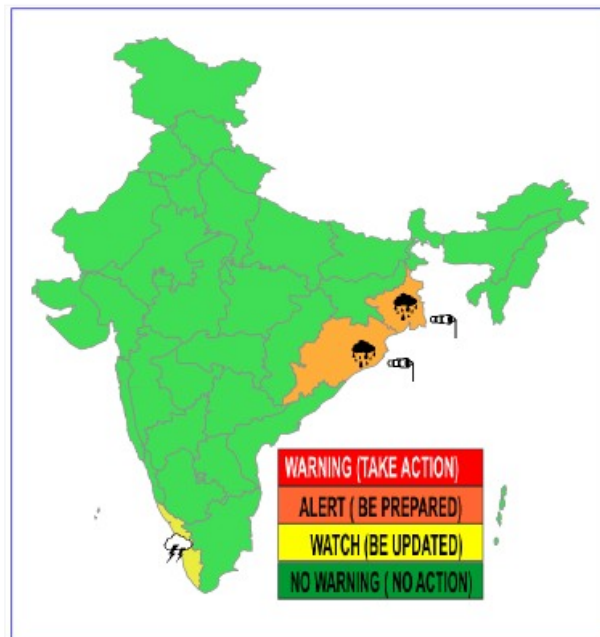 WARNING (TAKE ACTION)
ALERT ( BE PREPARED)
WATCH (BE UPDATED)
NO WARNING ( NO ACTION)